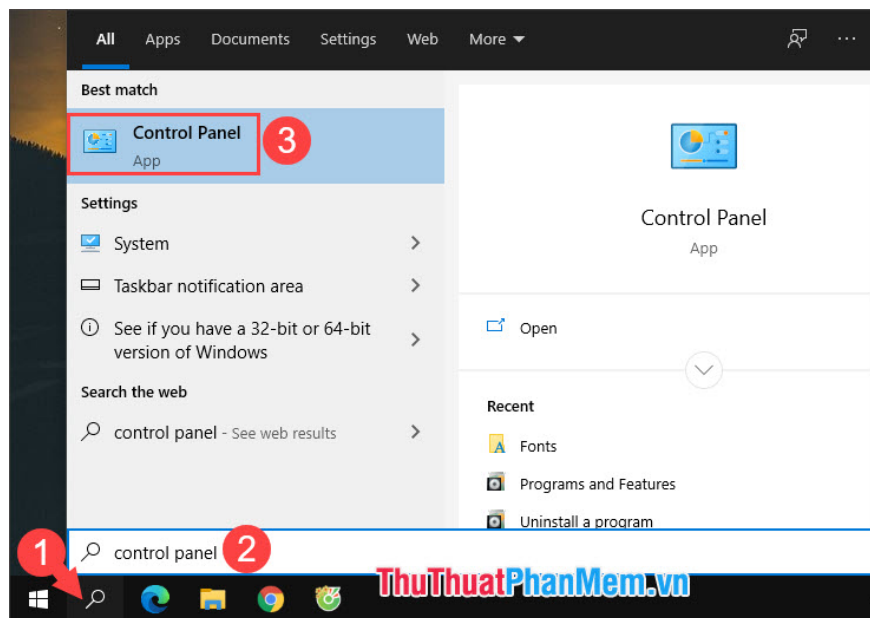 All Apps Documents Settings Web More
Best match
Control Panel
App
3
Settings
System
Taskbar notification area
See if you have a 32-bit or 64-bit
version of Windows
Search the web
control panel - See web results
Control Panel
App
Open
Recent
Fonts
Programs and Features
Uninstall a program
1
control panel
2
ThuThuatPhanMem.vn